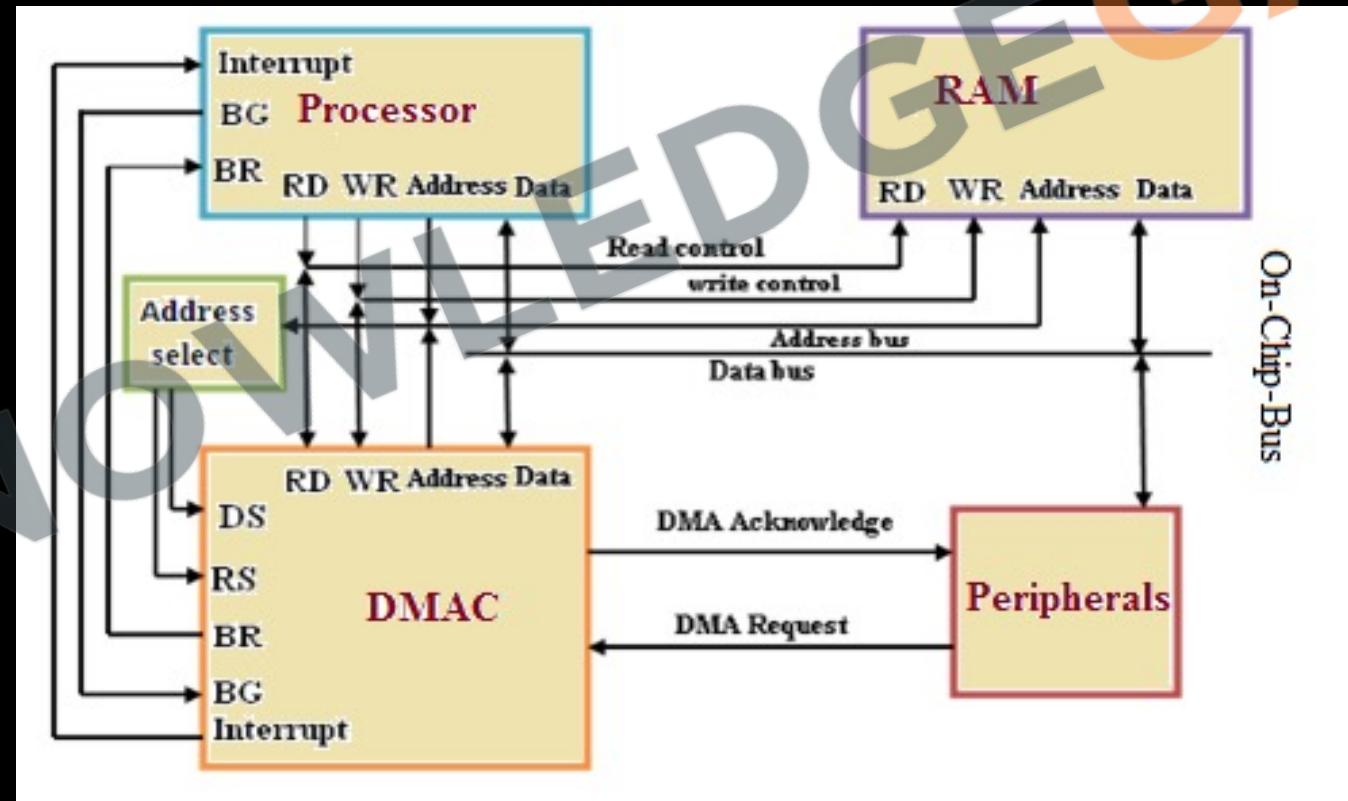 Interrupt
BG Processor
BR
RD WR Address Data
RAM
RD WR Address Data
Read control
write control
Address bus
Data bus
On-Chip-Bus
Address
select
RD WR Address Data
DS
RS
DMAC
BR
BG
Interrupt
DMA Acknowledge
DMA Request
Peripherals
NOWLEDGEGA